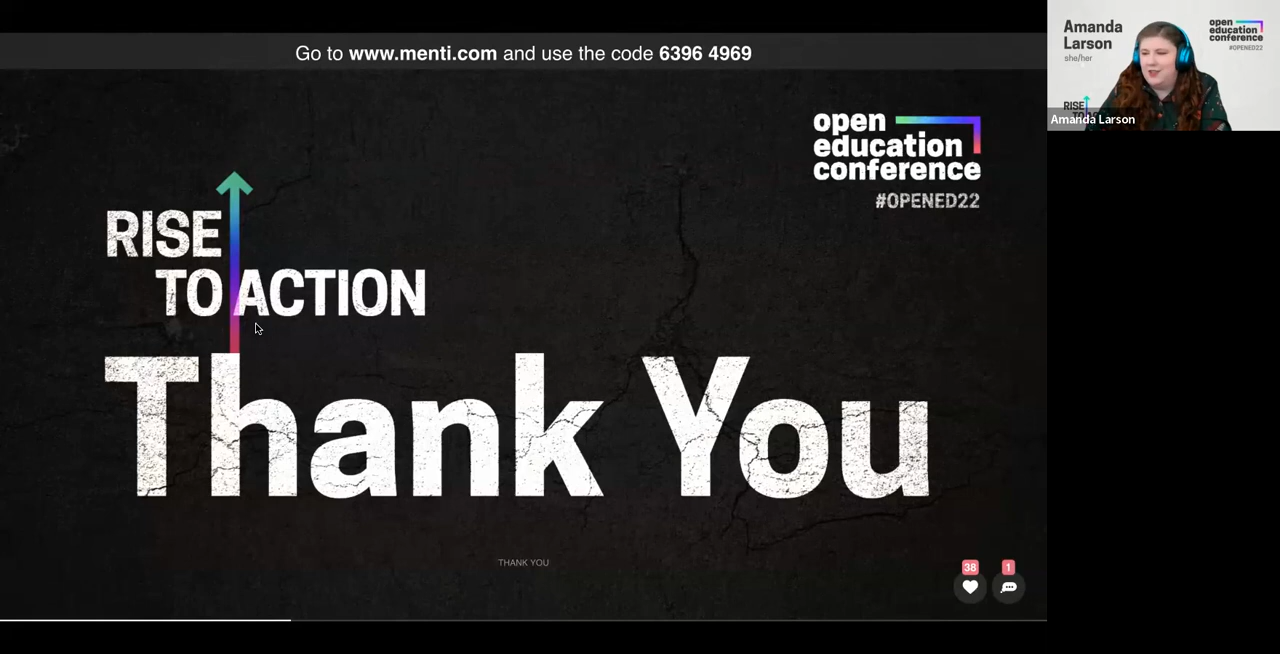 Go to www.menti.com and use the code 6396 4969
open
education
conference
#OPENED22
RISE
TO ACTION
Thank You
THANK YOU
38
1
Amanda
Larson
she/her
open
education
conference
#OPENED22
RISE
Amanda Larson